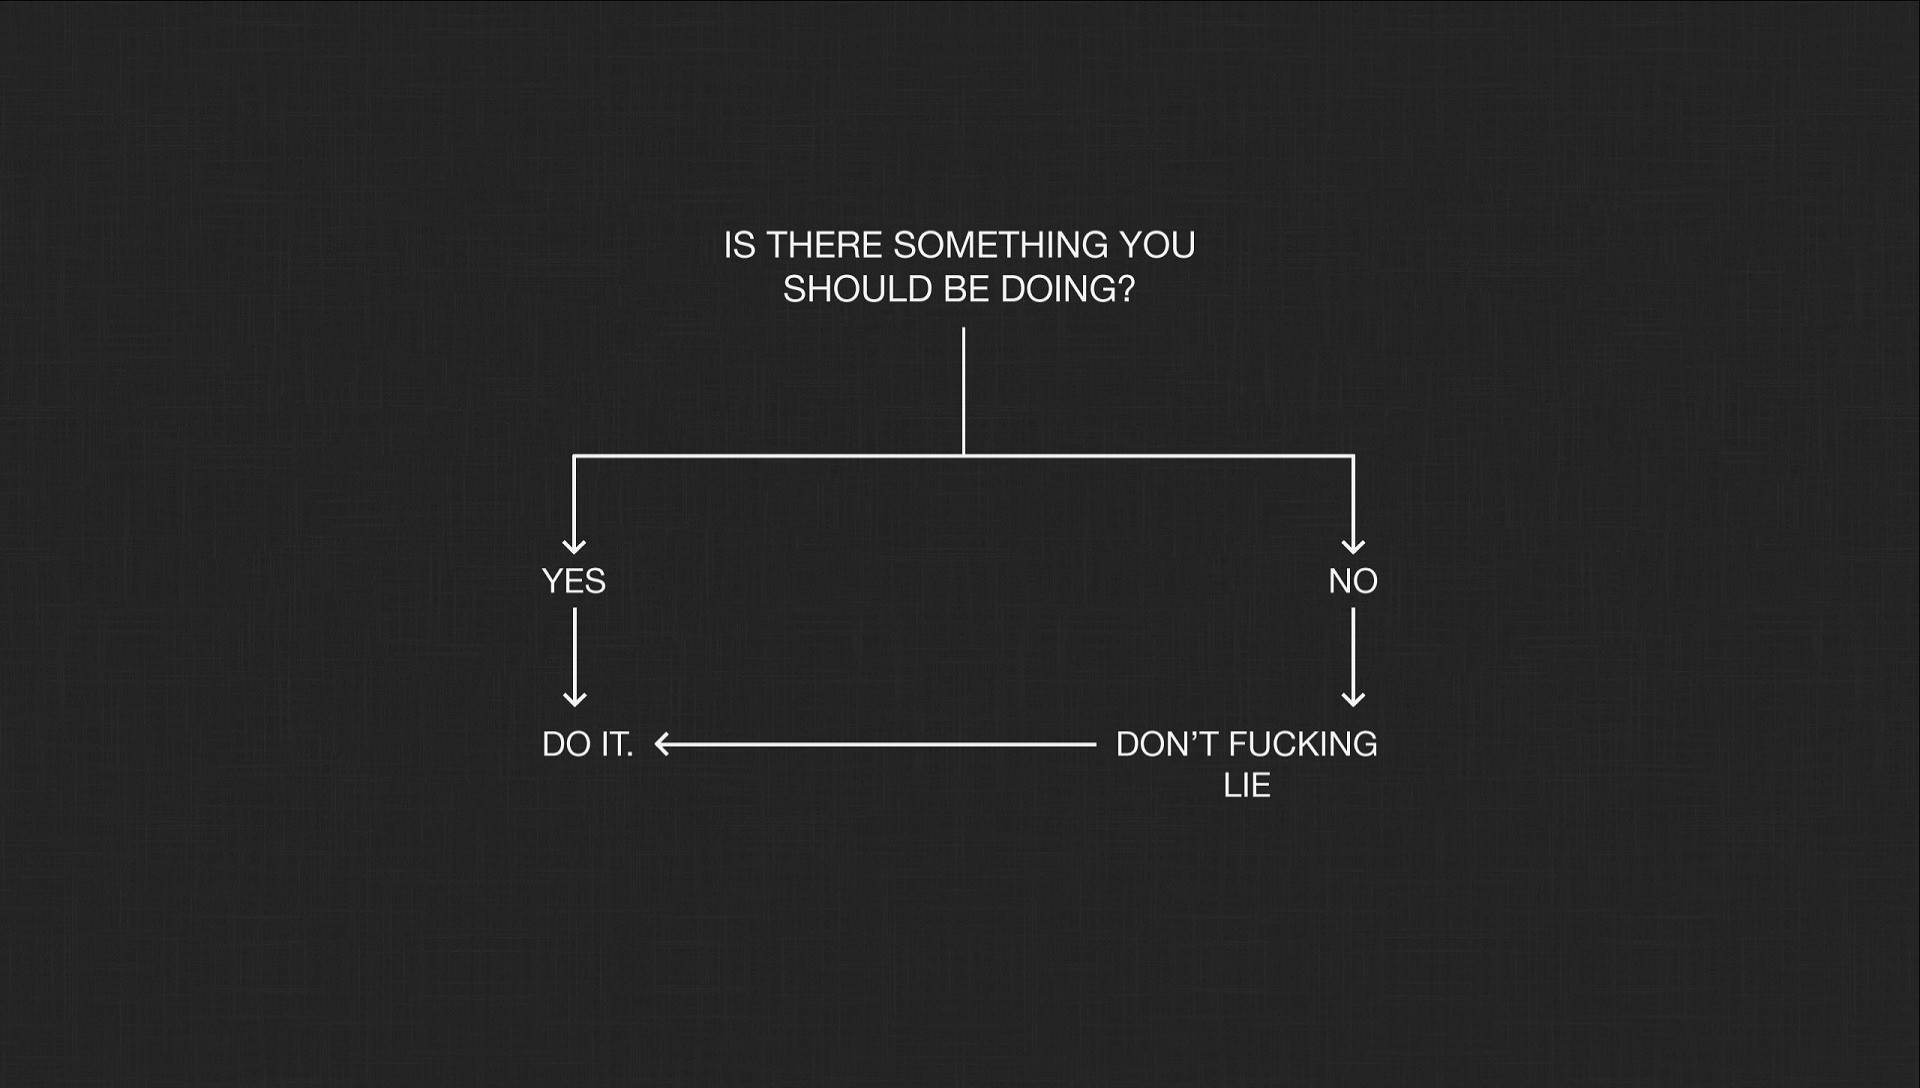 IS THERE SOMETHING YOU
SHOULD BE DOING?
YES
NO
DO IT.
DON’T FUCKING
LIE